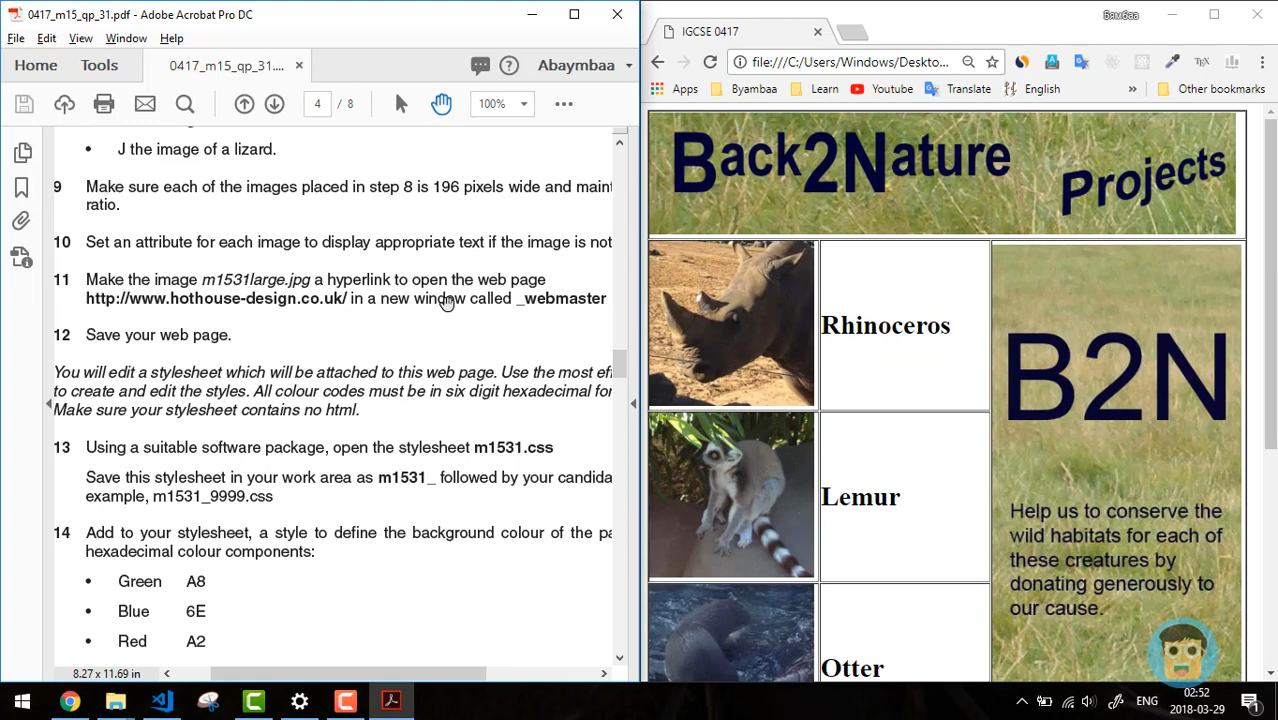 0417_m15_qp_31.pdf - Adobe Acrobat Pro DC
File Edit View Window Help
Home Tools 0417_m15_qp_31.... Abaymbaa
4 / 8 100%
• J the image of a lizard.
9 Make sure each of the images placed in step 8 is 196 pixels wide and maint
ratio.
10 Set an attribute for each image to display appropriate text if the image is not
11 Make the image m1531large.jpg a hyperlink to open the web page
http://www.hothouse-design.co.uk/ in a new window called _webmaster
12 Save your web page.
You will edit a stylesheet which will be attached to this web page. Use the most eff
to create and edit the styles. All colour codes must be in six digit hexadecimal for
Make sure your stylesheet contains no html.
13 Using a suitable software package, open the stylesheet m1531.css
Save this stylesheet in your work area as m1531_ followed by your candida
example, m1531_9999.css
14 Add to your stylesheet, a style to define the background colour of the pa
hexadecimal colour components:
• Green A8
• Blue 6E
• Red A2
8.27 x 11.69 in
Бямбаа
IGCSE 0417
file:///C:/Users/Windows/Deskto...
Apps Byambaa Learn Youtube Translate English » Other bookmarks
Back2Nature Projects
Rhinoceros
Lemur
Otter
B2N
Help us to conserve the
wild habitats for each of
these creatures by
donating generously to
our cause.
ENG
02:52
2018-03-29